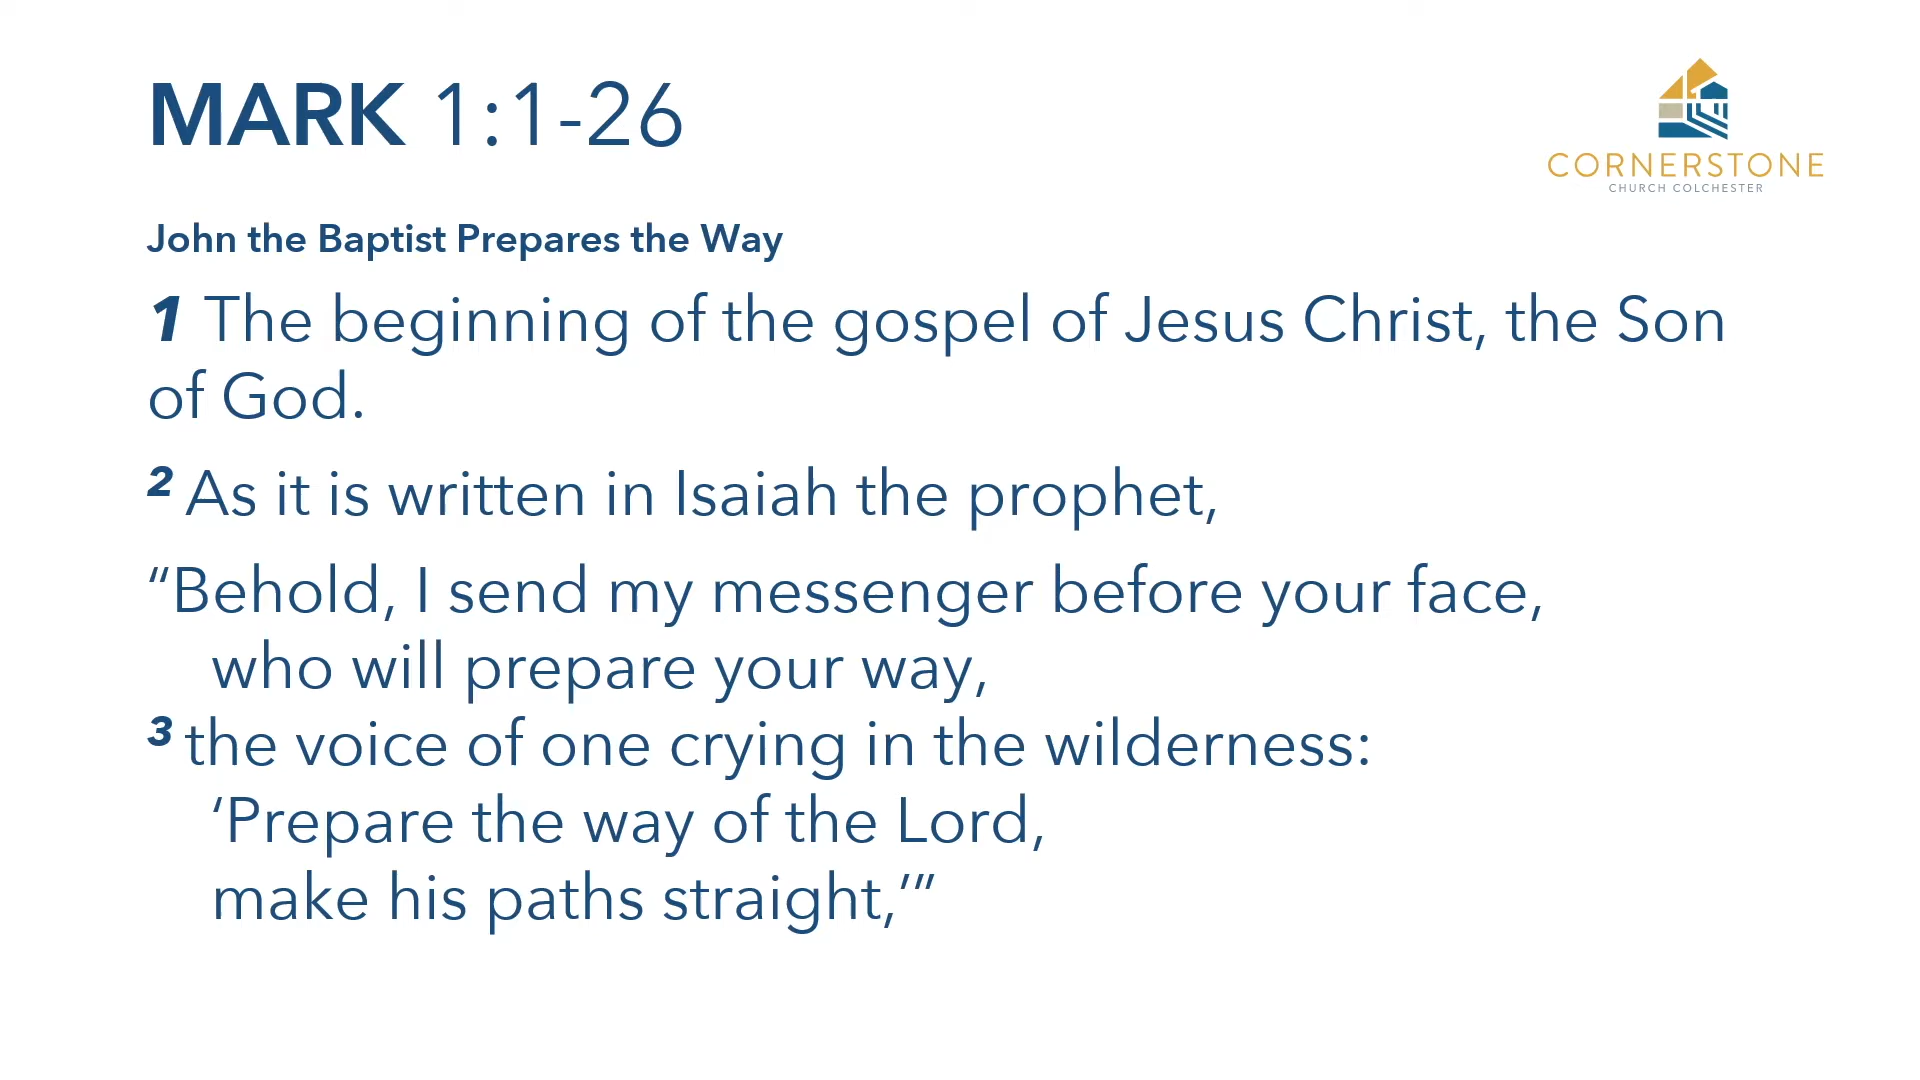 MARK 1:1-26
CORNERSTONE
CHURCH COLCHESTER
John the Baptist Prepares the Way
1 The beginning of the gospel of Jesus Christ, the Son
of God.
2 As it is written in Isaiah the prophet,
“Behold, I send my messenger before your face,
who will prepare your way,
3 the voice of one crying in the wilderness:
‘Prepare the way of the Lord,
make his paths straight,’”